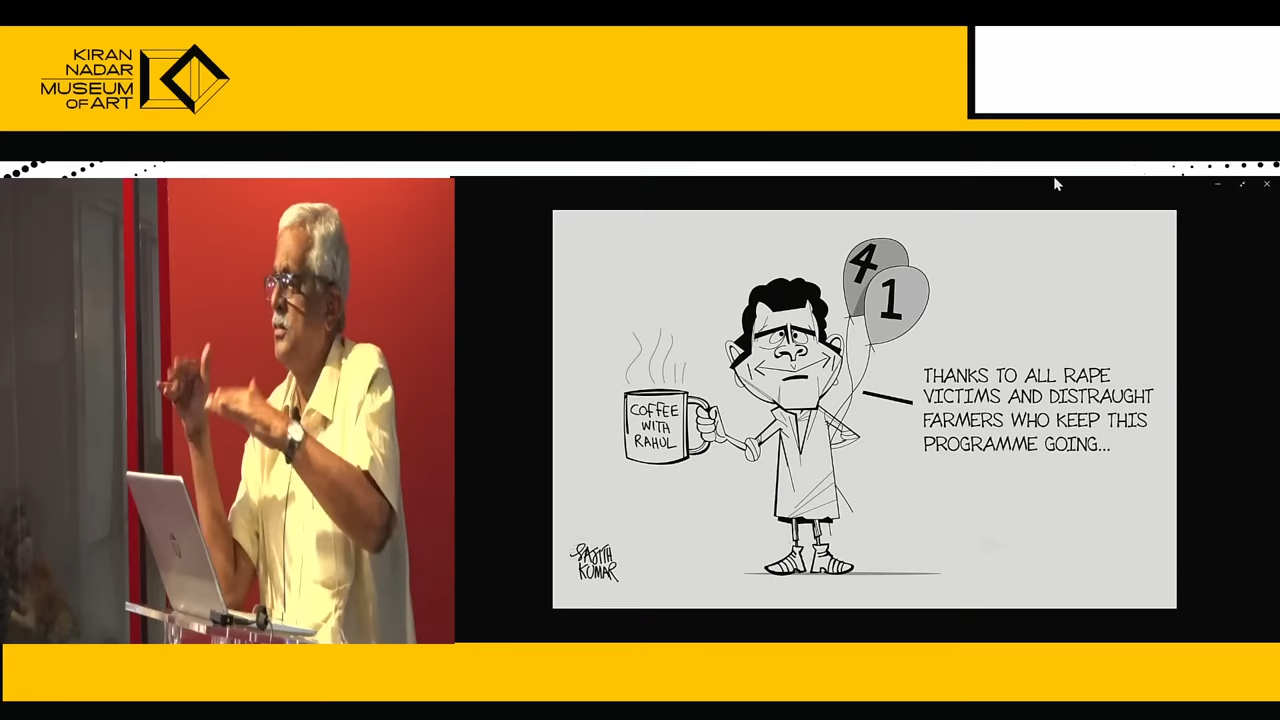 KIRAN
NADAR
MUSEUM
OF ART
4
1
COFFEE
WITH
RAHUL
THANKS TO ALL RAPE
VICTIMS AND DISTRAUGHT
FARMERS WHO KEEP THIS
PROGRAMME GOING...
SAJITH
KUMAR